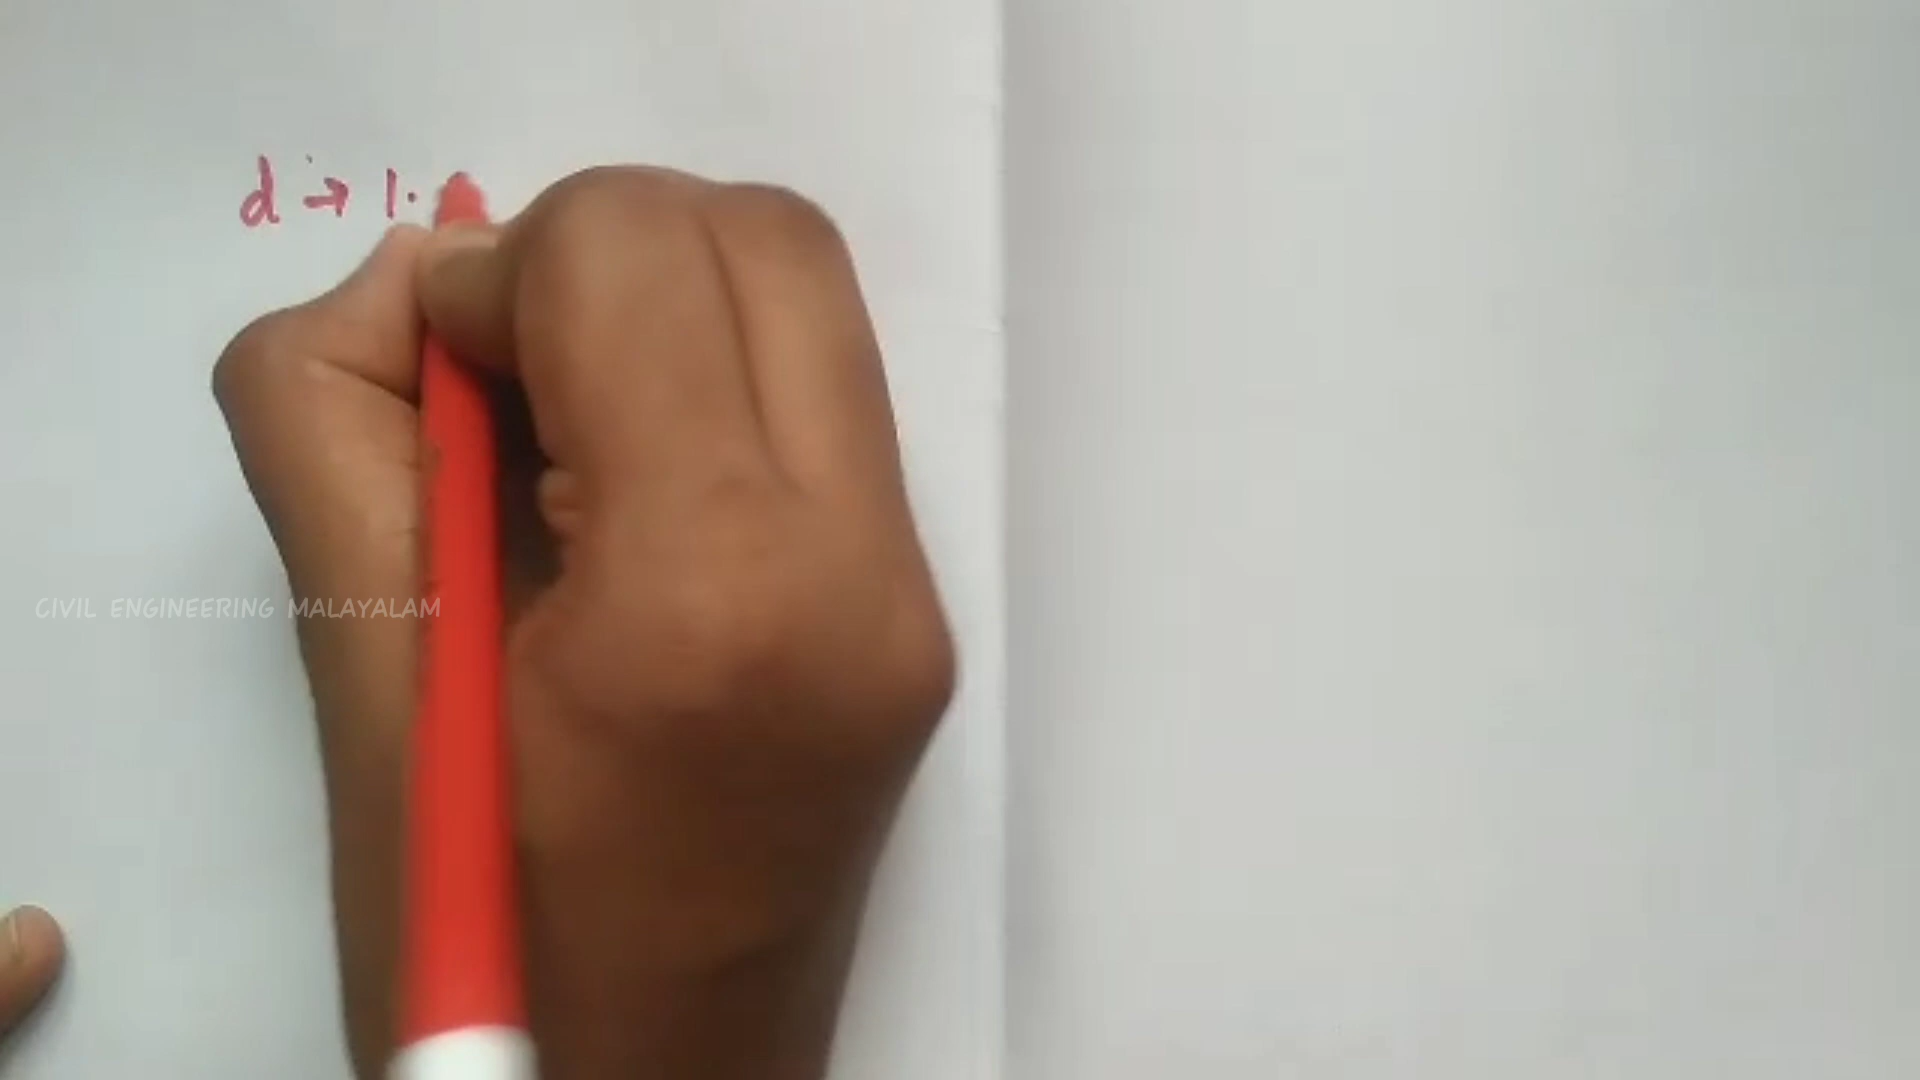 d → 1.
CIVIL ENGINEERING MALAYALAM